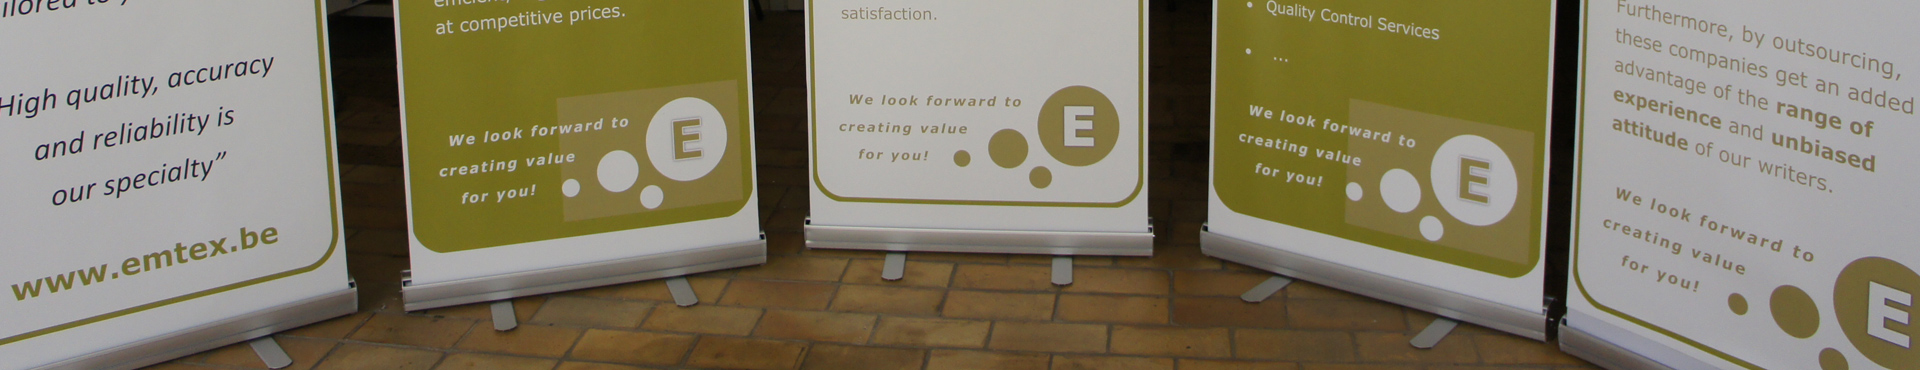 High quality, accuracy
and reliability is
our specialty”
www.emtex.be
at competitive prices.
We look forward to
creating value
for you!
E
satisfaction.
We look forward to
creating value
for you!
E
• Quality Control Services
• ...
We look forward to
creating value
for you!
E
Furthermore, by outsourcing,
these companies get an added
advantage of the range of
experience and unbiased
attitude of our writers.
We look forward to
creating value
for you!
E